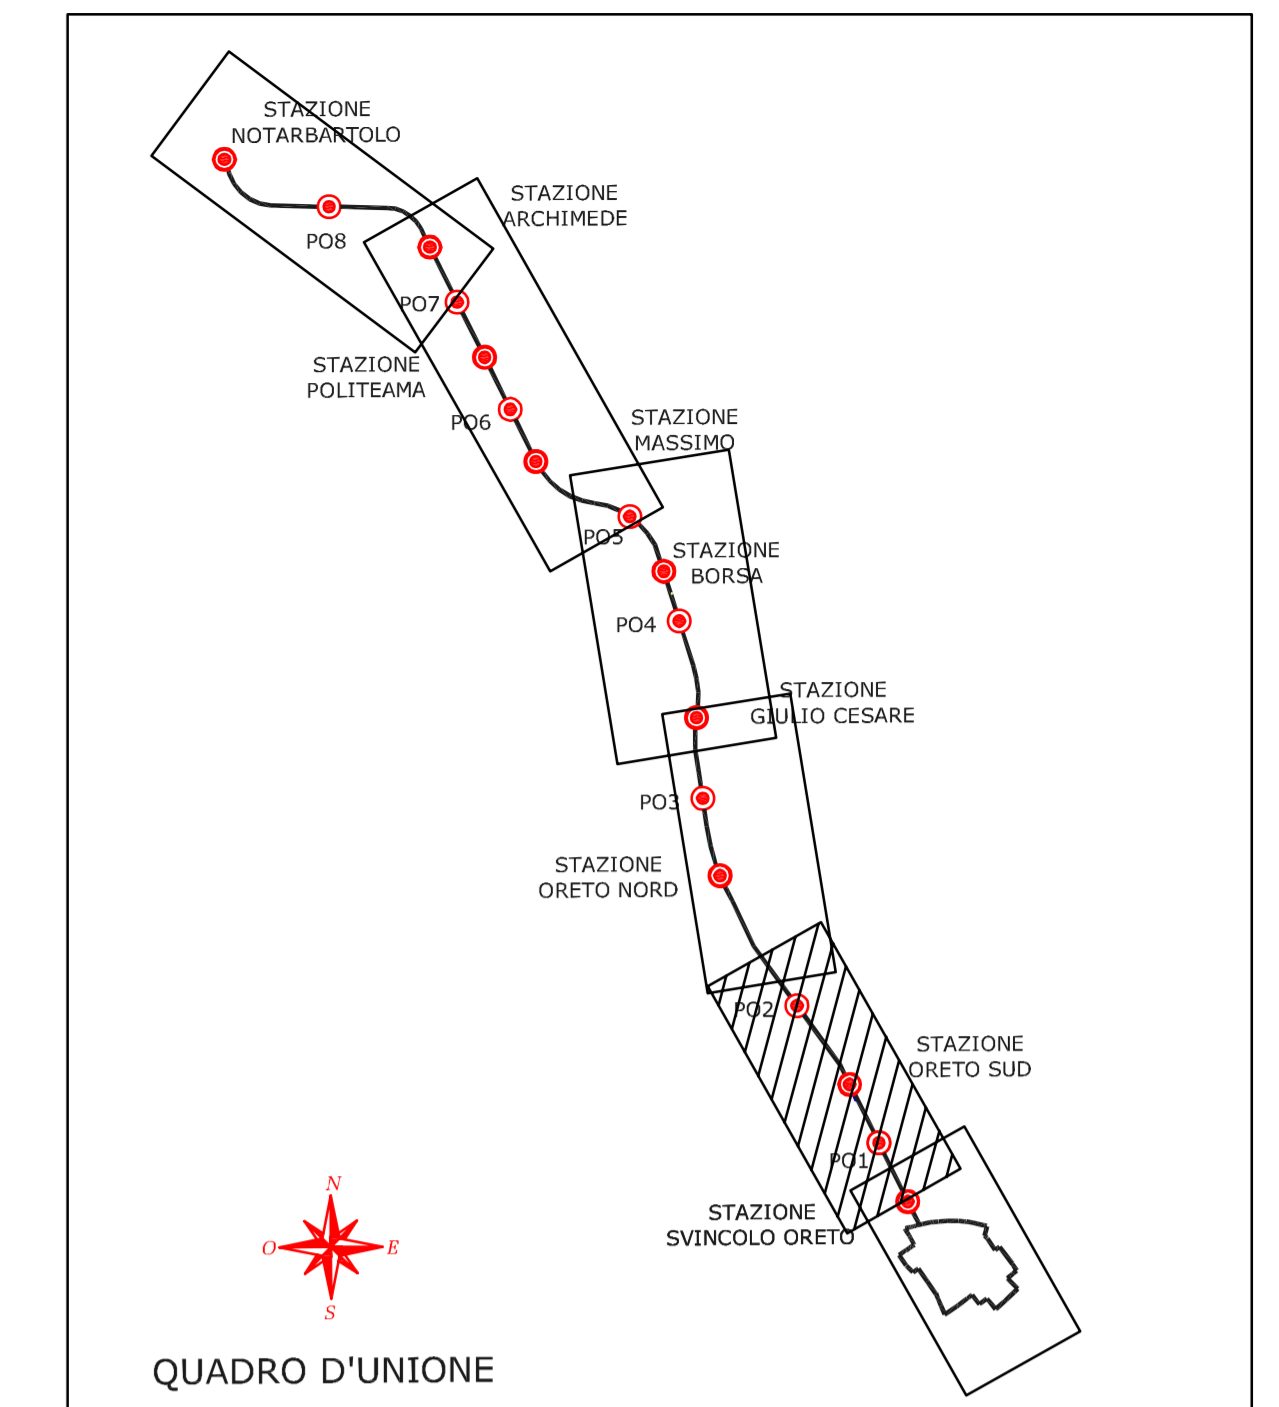 STAZIONE
NOTARBARTOLO
STAZIONE
ARCHIMEDE
PO8
PO7
STAZIONE
POLITEAMA
PO6
STAZIONE
MASSIMO
PO5
STAZIONE
BORSA
PO4
STAZIONE
GIULIO CESARE
PO3
STAZIONE
ORETO NORD
PO2
STAZIONE
ORETO SUD
PO1
STAZIONE
SVINCOLO ORETO
N
O E
S
QUADRO D'UNIONE